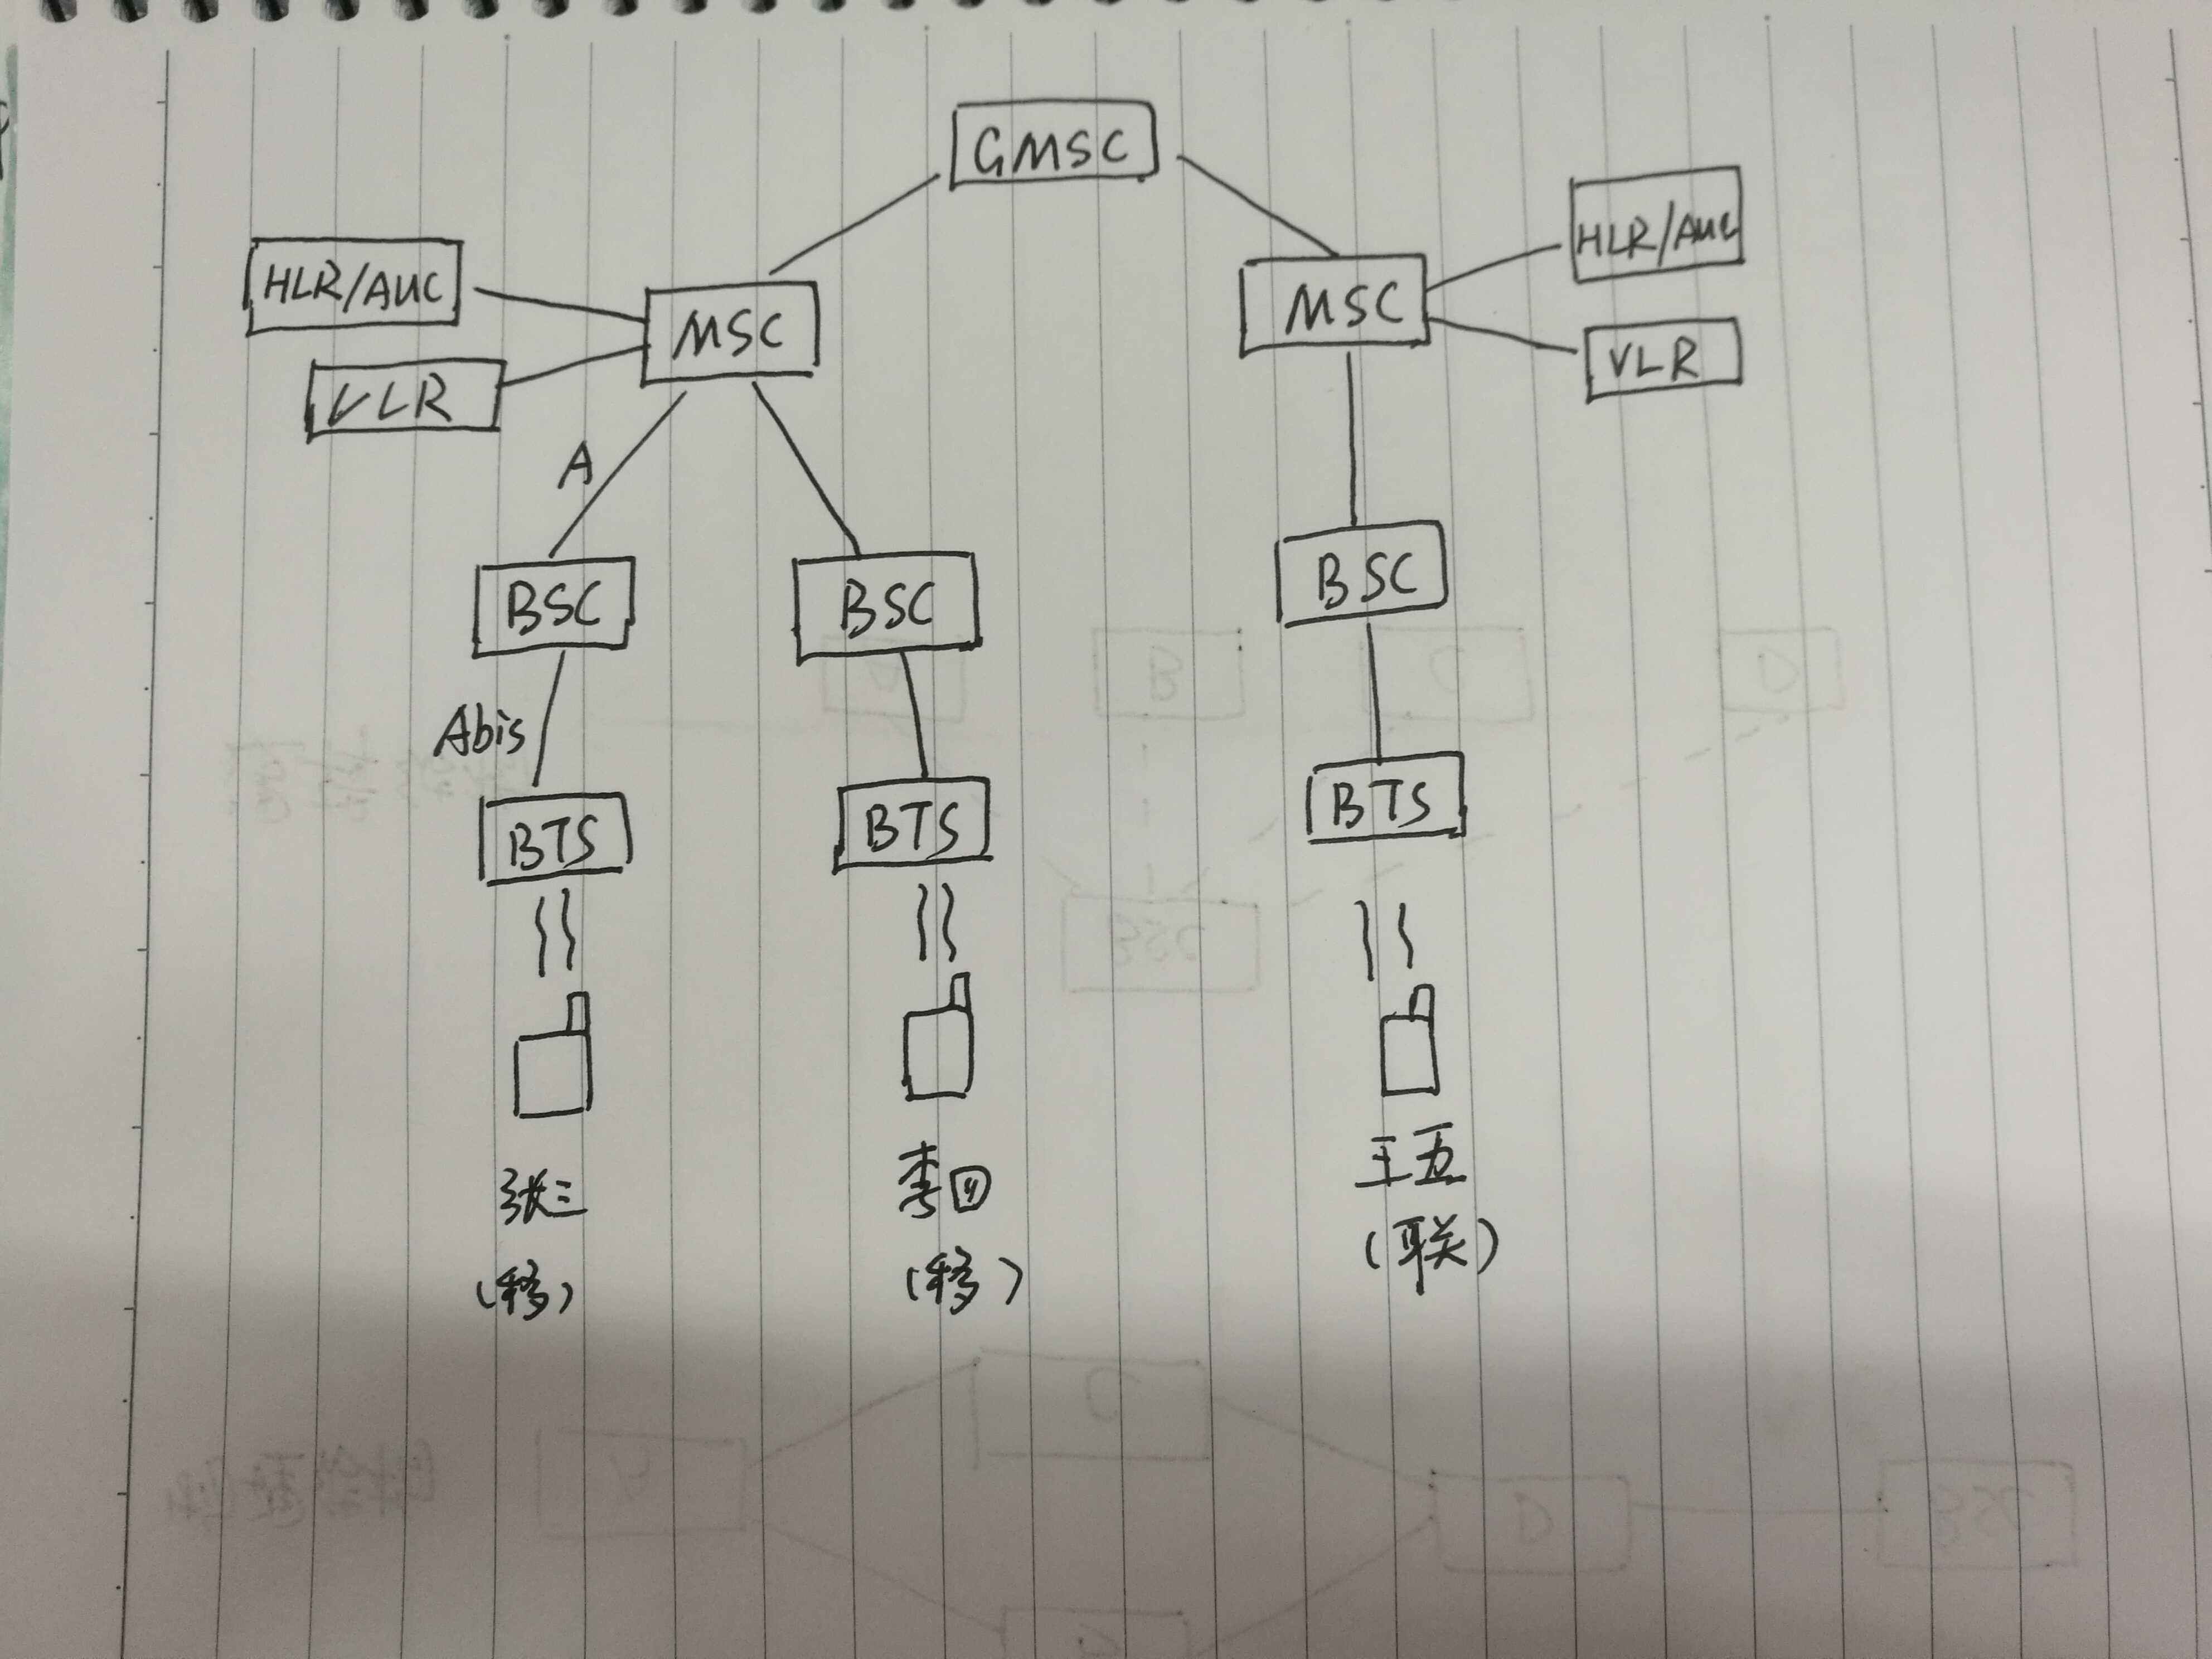 GMSC
HLR/AUC
MSC
VLR
MSC
HLR/AUC
VLR
A
BSC
BSC
BSC
Abis
BTS
BTS
BTS
张三
(移)
李四
(移)
王五
(联)